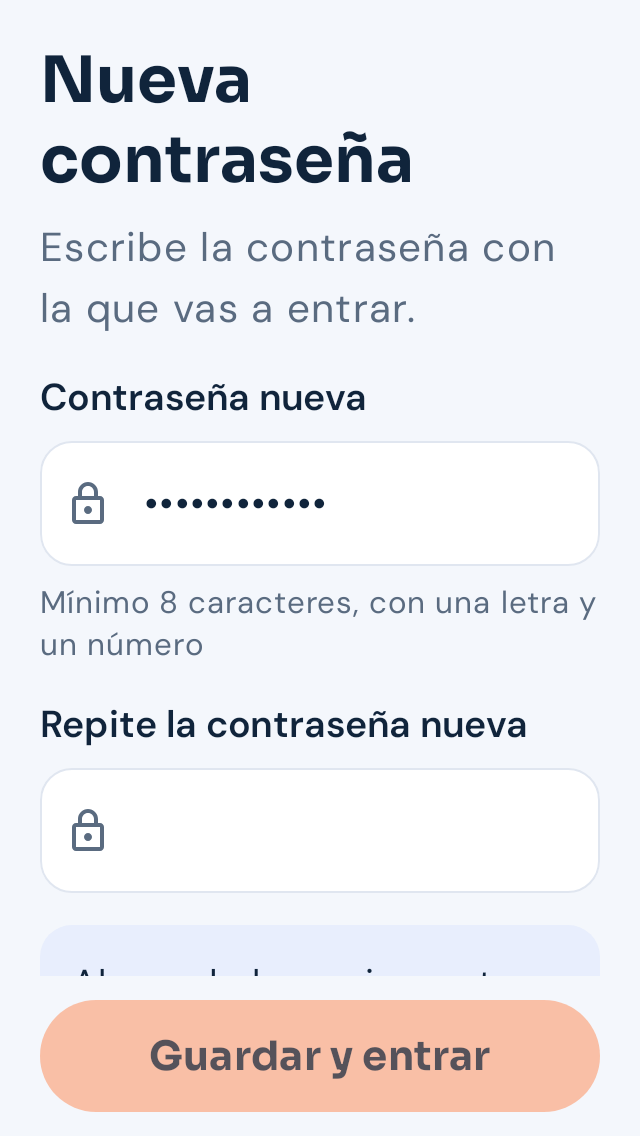 Nueva
contraseña
Escribe la contraseña con
la que vas a entrar.
Contraseña nueva
••••••••••••
Mínimo 8 caracteres, con una letra y
un número
Repite la contraseña nueva
Guardar y entrar